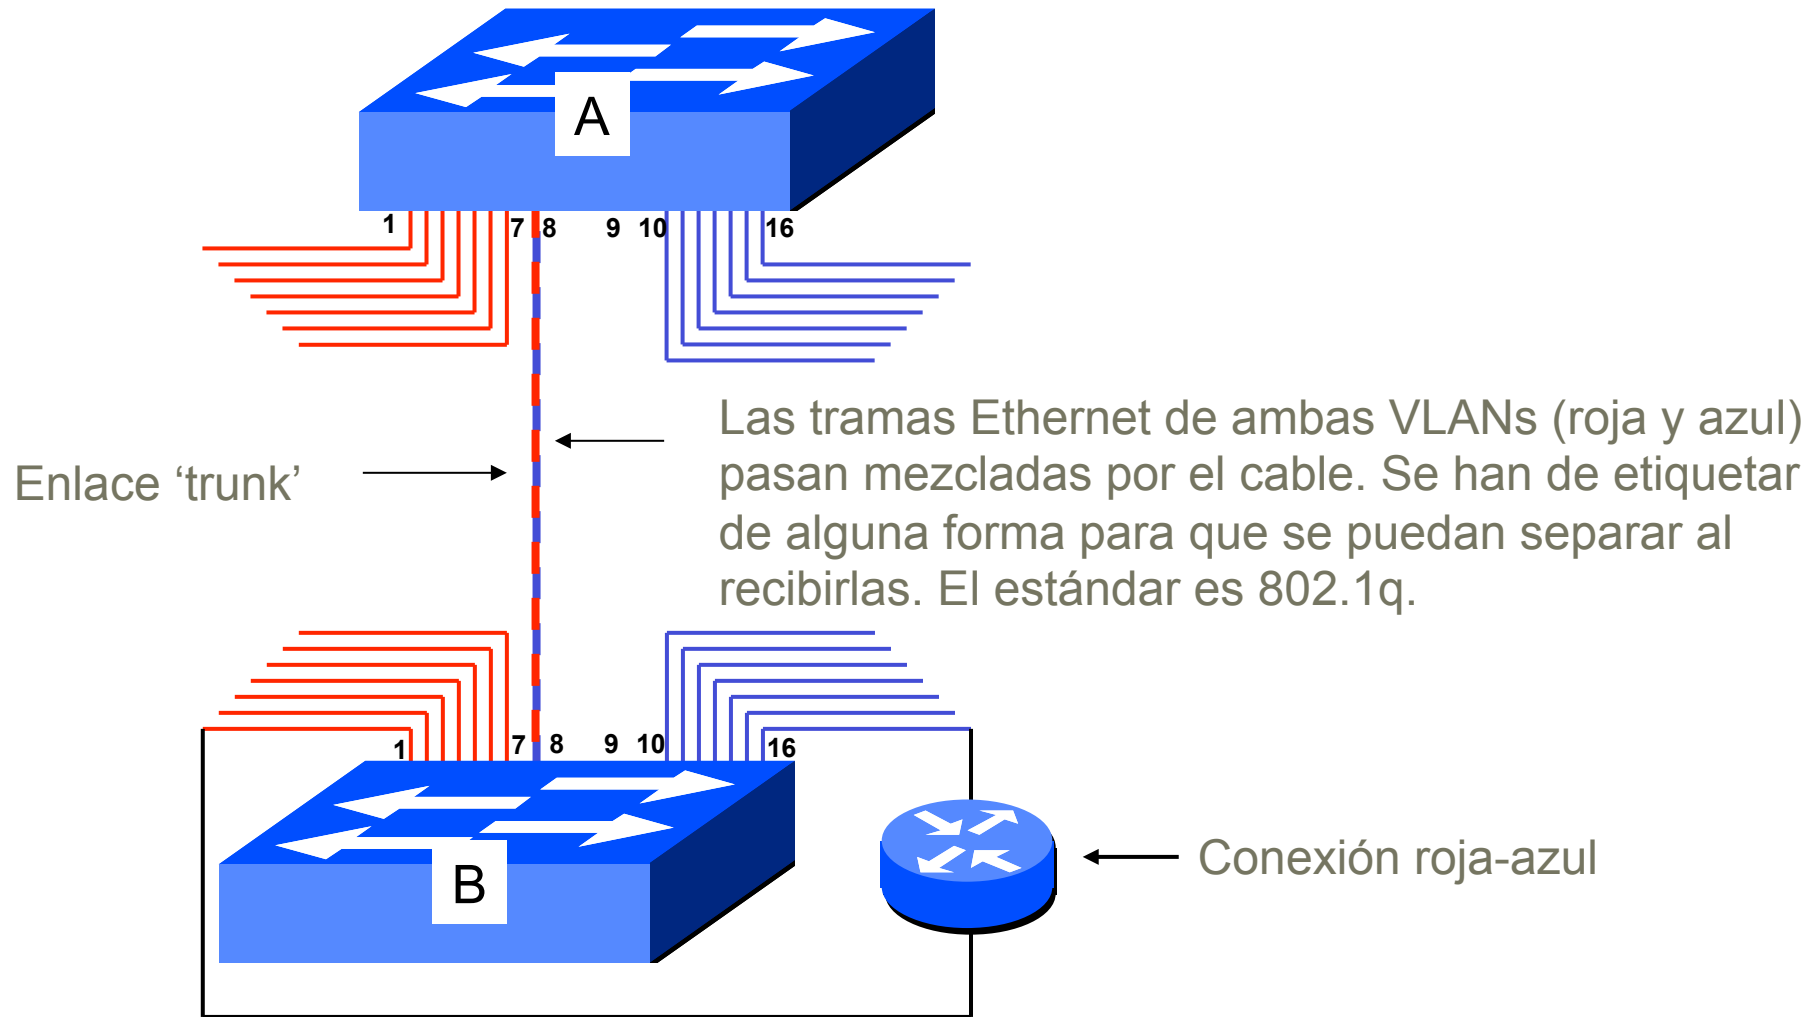 A
1
7
8
9
10
16
Las tramas Ethernet de ambas VLANs (roja y azul)
pasan mezcladas por el cable. Se han de etiquetar
de alguna forma para que se puedan separar al
recibirlas. El estándar es 802.1q.
Enlace ‘trunk’
1
7
8
9
10
16
B
Conexión roja-azul